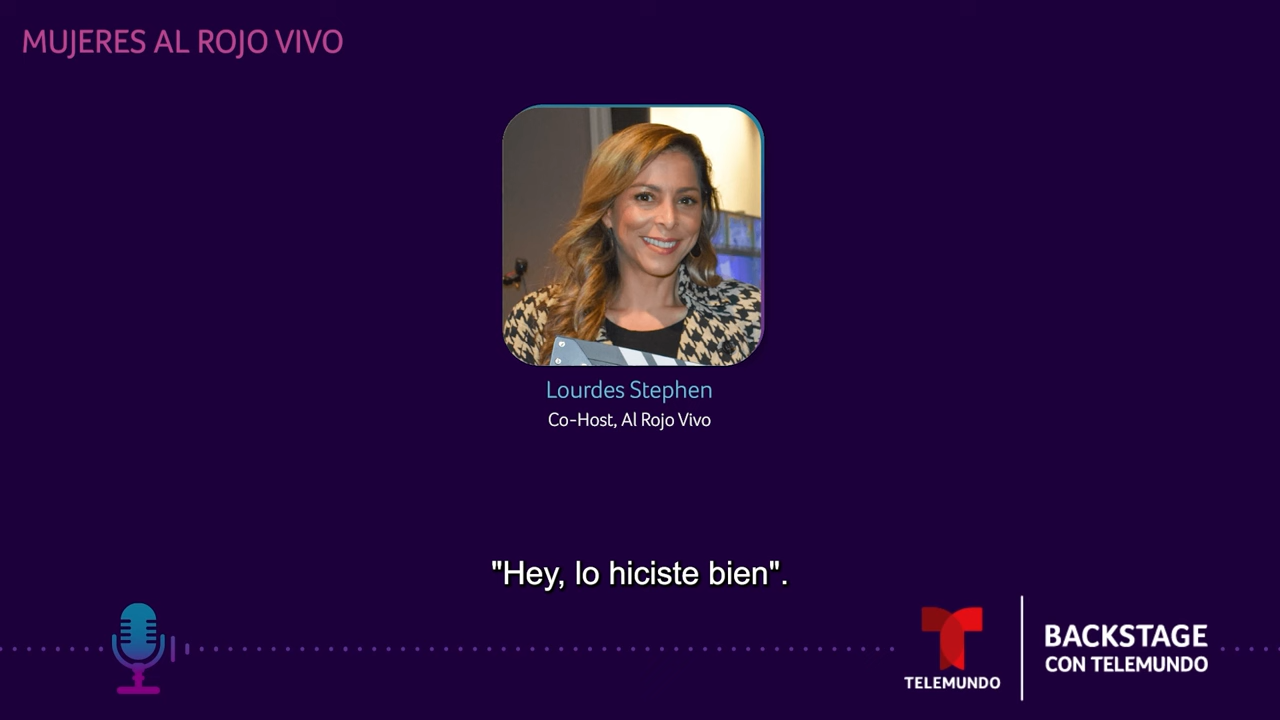 MUJERES AL ROJO VIVO
Lourdes Stephen
Co-Host, Al Rojo Vivo
"Hey, lo hiciste bien".
TELEMUNDO
BACKSTAGE
CON TELEMUNDO